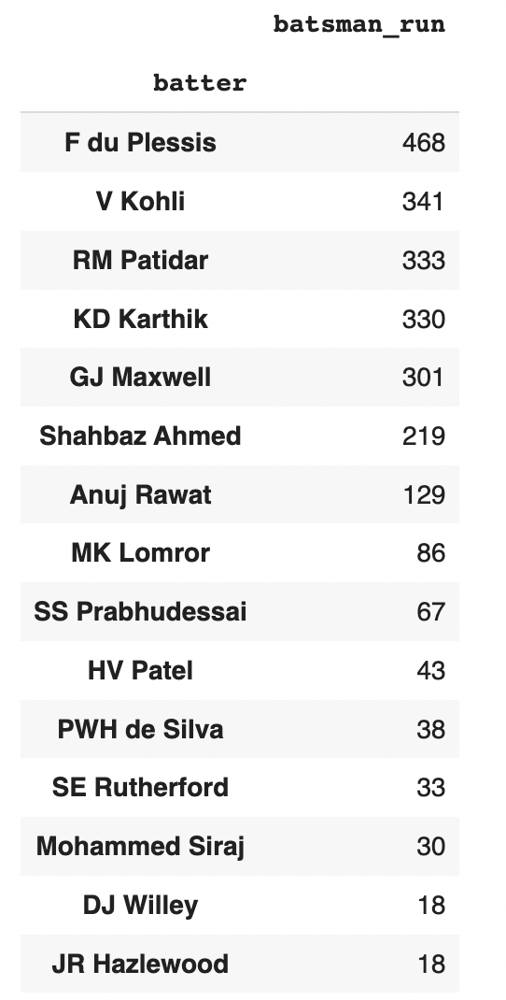 batsman_run
batter
F du Plessis 468
V Kohli 341
RM Patidar 333
KD Karthik 330
GJ Maxwell 301
Shahbaz Ahmed 219
Anuj Rawat 129
MK Lomror 86
SS Prabhudessai 67
HV Patel 43
PWH de Silva 38
SE Rutherford 33
Mohammed Siraj 30
DJ Willey 18
JR Hazlewood 18